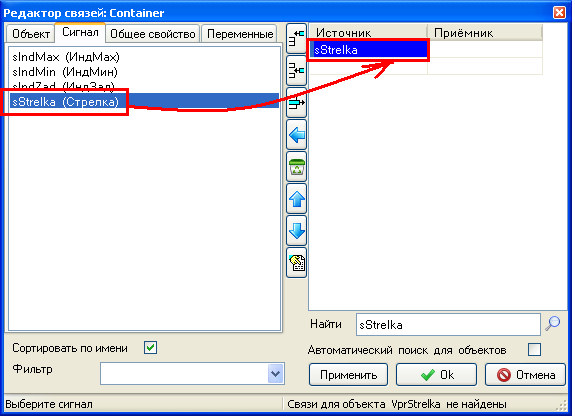 Редактор связей: Container
Объект Сигнал Общее свойство Переменные
sIndMax (ИндМах)
sIndMin (ИндМин)
sIndZad (ИндЗад)
sStrelka (Стрелка)
Источник Приёмник
sStrelka
Найти sStrelka
Сортировать по имени
Автоматический поиск для объектов
Фильтр
Применить Ok Отмена
Выберите сигнал
Связи для объекта VprStrelka не найдены